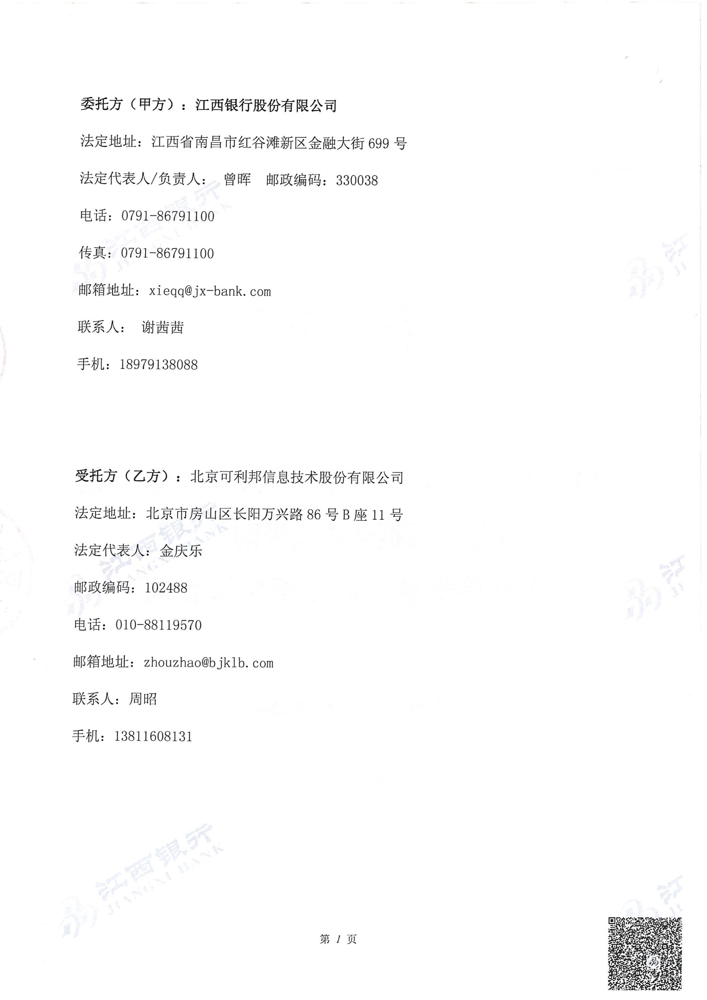 委托方（甲方）：江西银行股份有限公司
法定地址：江西省南昌市红谷滩新区金融大街 699 号
法定代表人/负责人： 曾晖 邮政编码：330038
电话：0791-86791100
传真：0791-86791100
邮箱地址：xieqq@jx-bank.com
联系人： 谢茜茜
手机：18979138088
受托方（乙方）：北京可利邦信息技术股份有限公司
法定地址：北京市房山区长阳万兴路 86 号 B 座 11 号
法定代表人：金庆乐
邮政编码：102488
电话：010-88119570
邮箱地址：zhouzhao@bjklb.com
联系人：周昭
手机：13811608131
江西银行
JIANGXI BANK
第 1 页